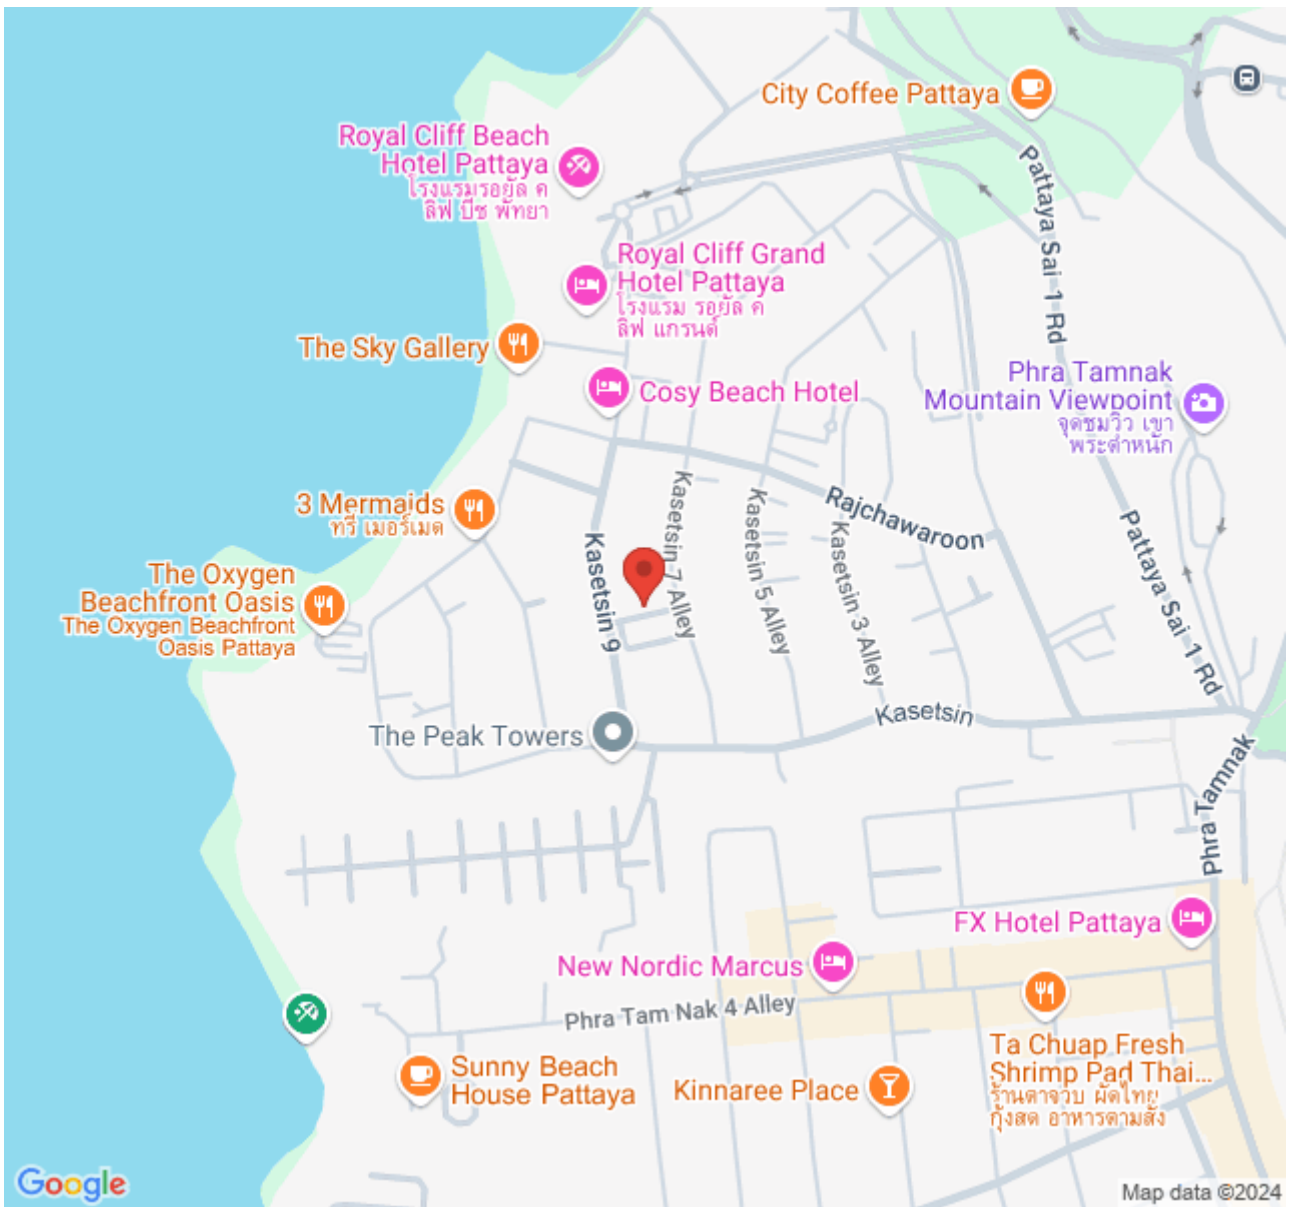 City Coffee Pattaya
Royal Cliff Beach
Hotel Pattaya
โรงแรมรอยัล ค
ลิฟ บีช พัทยา
Pattaya Sai 1 Rd
Royal Cliff Grand
Hotel Pattaya
โรงแรม รอยัล ค
ลิฟ แกรนด์
The Sky Gallery
Cosy Beach Hotel
Phra Tamnak
Mountain Viewpoint
จุดชมวิว เขา
พระตำหนัก
3 Mermaids
ทรี เมอร์เมด
Rajchawaroon
Kasetsin 9
Kasetsin 7 Alley
Kasetsin 5 Alley
Kasetsin 3 Alley
Pattaya Sai 1 Rd
The Oxygen
Beachfront Oasis
The Oxygen Beachfront
Oasis Pattaya
The Peak Towers
Kasetsin
Phra Tamnak
FX Hotel Pattaya
New Nordic Marcus
Phra Tam Nak 4 Alley
Sunny Beach
House Pattaya
Kinnaree Place
Ta Chuap Fresh
Shrimp Pad Thai...
ร้านตาจวบ ผัดไทย
กุ้งสด อาหารตามสั่ง
Google
Map data ©2024